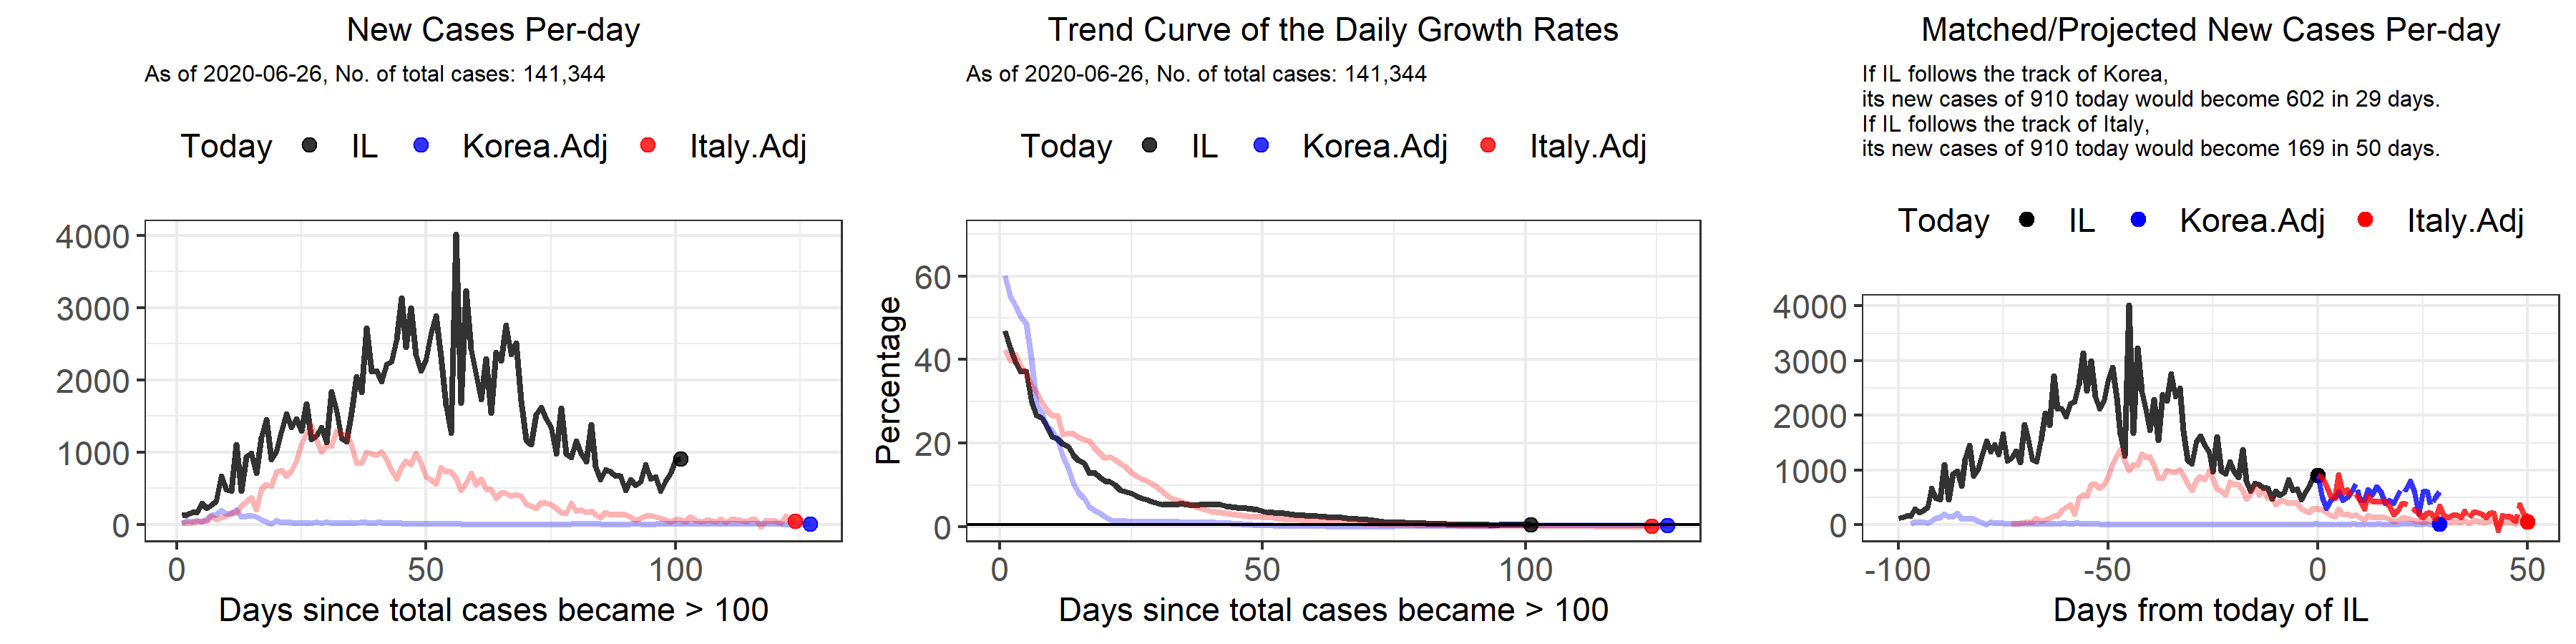 New Cases Per-day
As of 2020-06-26, No. of total cases: 141,344
Today IL Korea.Adj Italy.Adj
4000
3000
2000
1000
0
0 50 100
Days since total cases became > 100
Trend Curve of the Daily Growth Rates
As of 2020-06-26, No. of total cases: 141,344
Today IL Korea.Adj Italy.Adj
Percentage
60
40
20
0
0 50 100
Days since total cases became > 100
Matched/Projected New Cases Per-day
If IL follows the track of Korea,
its new cases of 910 today would become 602 in 29 days.
If IL follows the track of Italy,
its new cases of 910 today would become 169 in 50 days.
Today IL Korea.Adj Italy.Adj
4000
3000
2000
1000
0
-100 -50 0 50
Days from today of IL